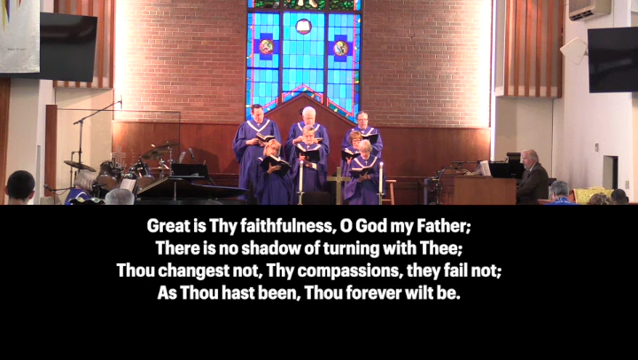 Great is Thy faithfulness, O God my Father;
There is no shadow of turning with Thee;
Thou changest not, Thy compassions, they fail not;
As Thou hast been, Thou forever wilt be.